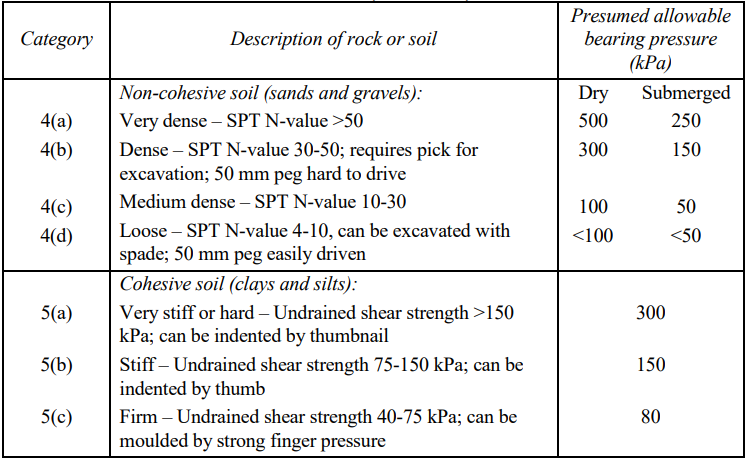 Category Description of rock or soil Presumed allowable
bearing pressure
(kPa)
Non-cohesive soil (sands and gravels): Dry Submerged
4(a) Very dense – SPT N-value >50 500 250
4(b) Dense – SPT N-value 30-50; requires pick for 300 150
excavation; 50 mm peg hard to drive
4(c) Medium dense – SPT N-value 10-30 100 50
4(d) Loose – SPT N-value 4-10, can be excavated with <100 <50
spade; 50 mm peg easily driven
Cohesive soil (clays and silts):
5(a) Very stiff or hard – Undrained shear strength >150 300
kPa; can be indented by thumbnail
5(b) Stiff – Undrained shear strength 75-150 kPa; can be 150
indented by thumb
5(c) Firm – Undrained shear strength 40-75 kPa; can be 80
moulded by strong finger pressure